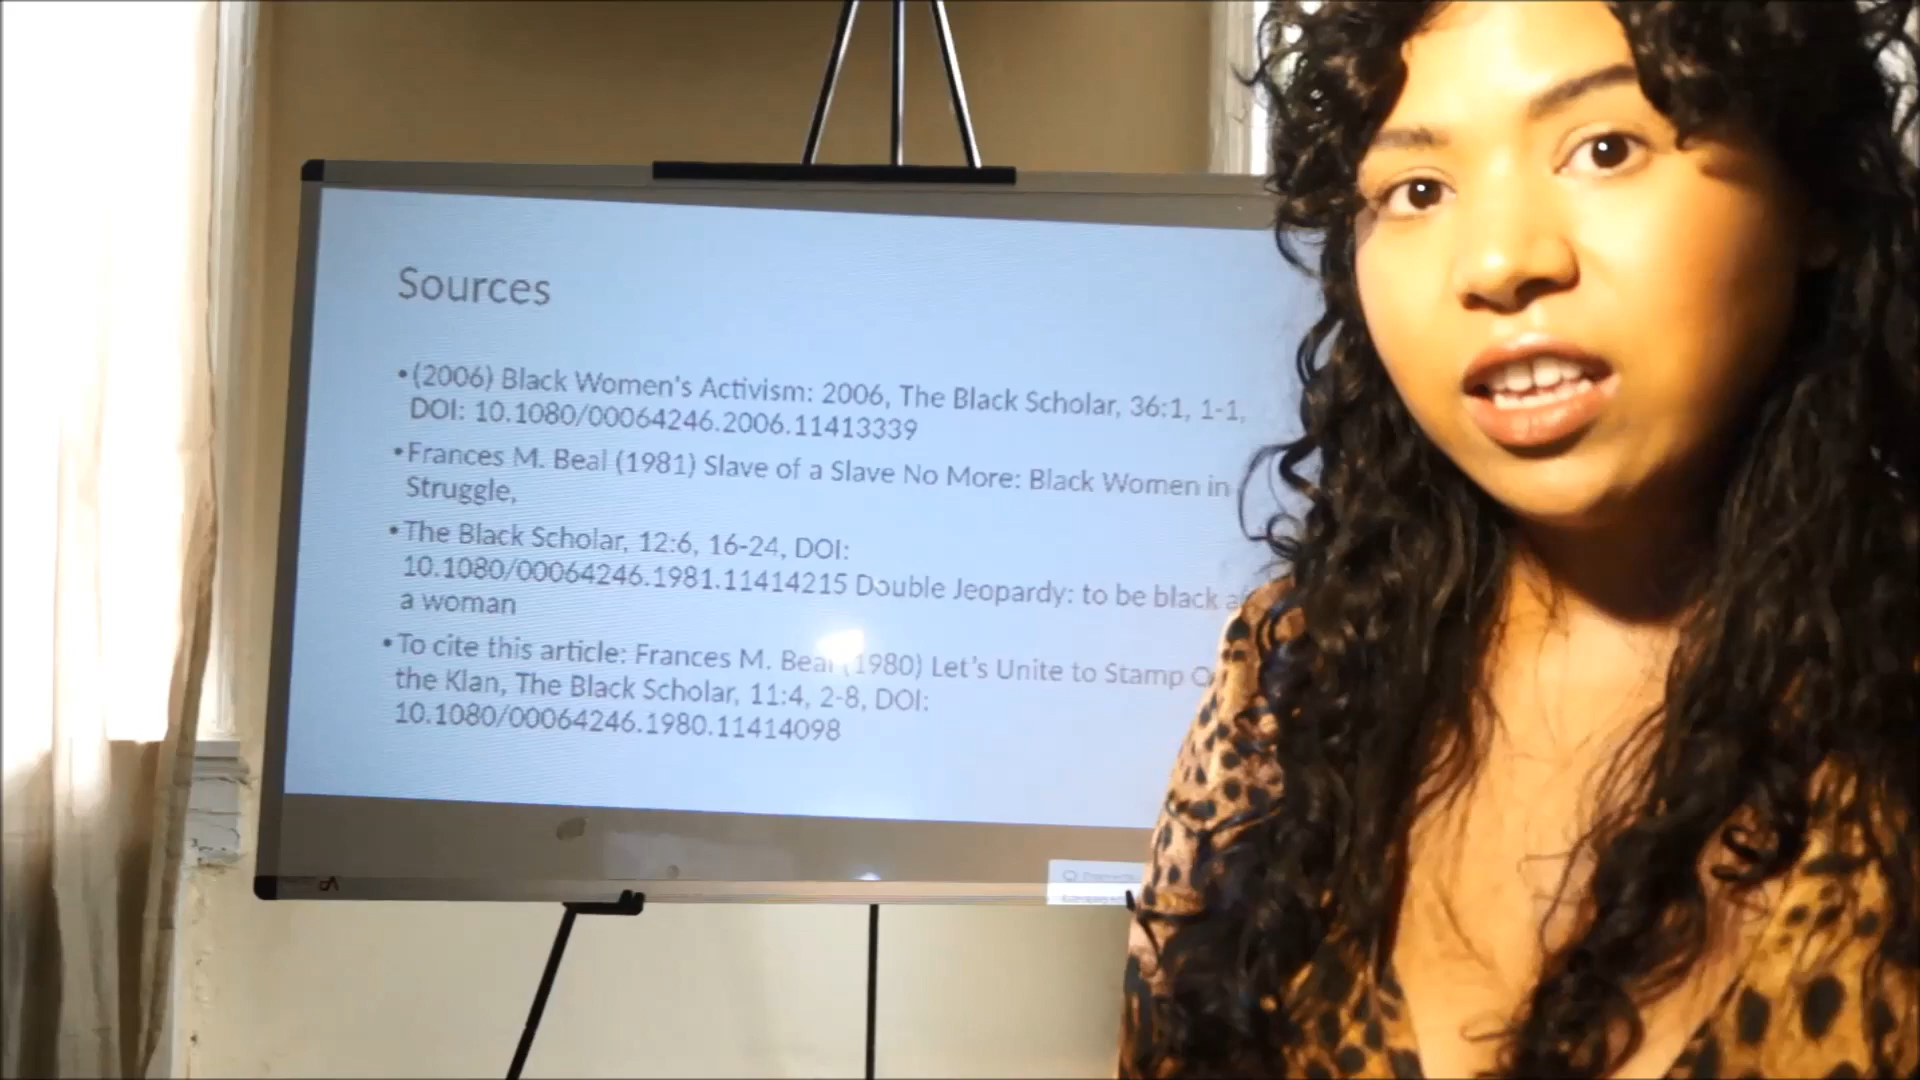 Sources
•(2006) Black Women's Activism: 2006, The Black Scholar, 36:1, 1-1,
DOI: 10.1080/00064246.2006.11413339
•Frances M. Beal (1981) Slave of a Slave No More: Black Women in
Struggle,
•The Black Scholar, 12:6, 16-24, DOI:
10.1080/00064246.1981.11414215 Double Jeopardy: to be black
a woman
•To cite this article: Frances M. Beal (1980) Let's Unite to Stamp
the Klan, The Black Scholar, 11:4, 2-8, DOI:
10.1080/00064246.1980.11414098